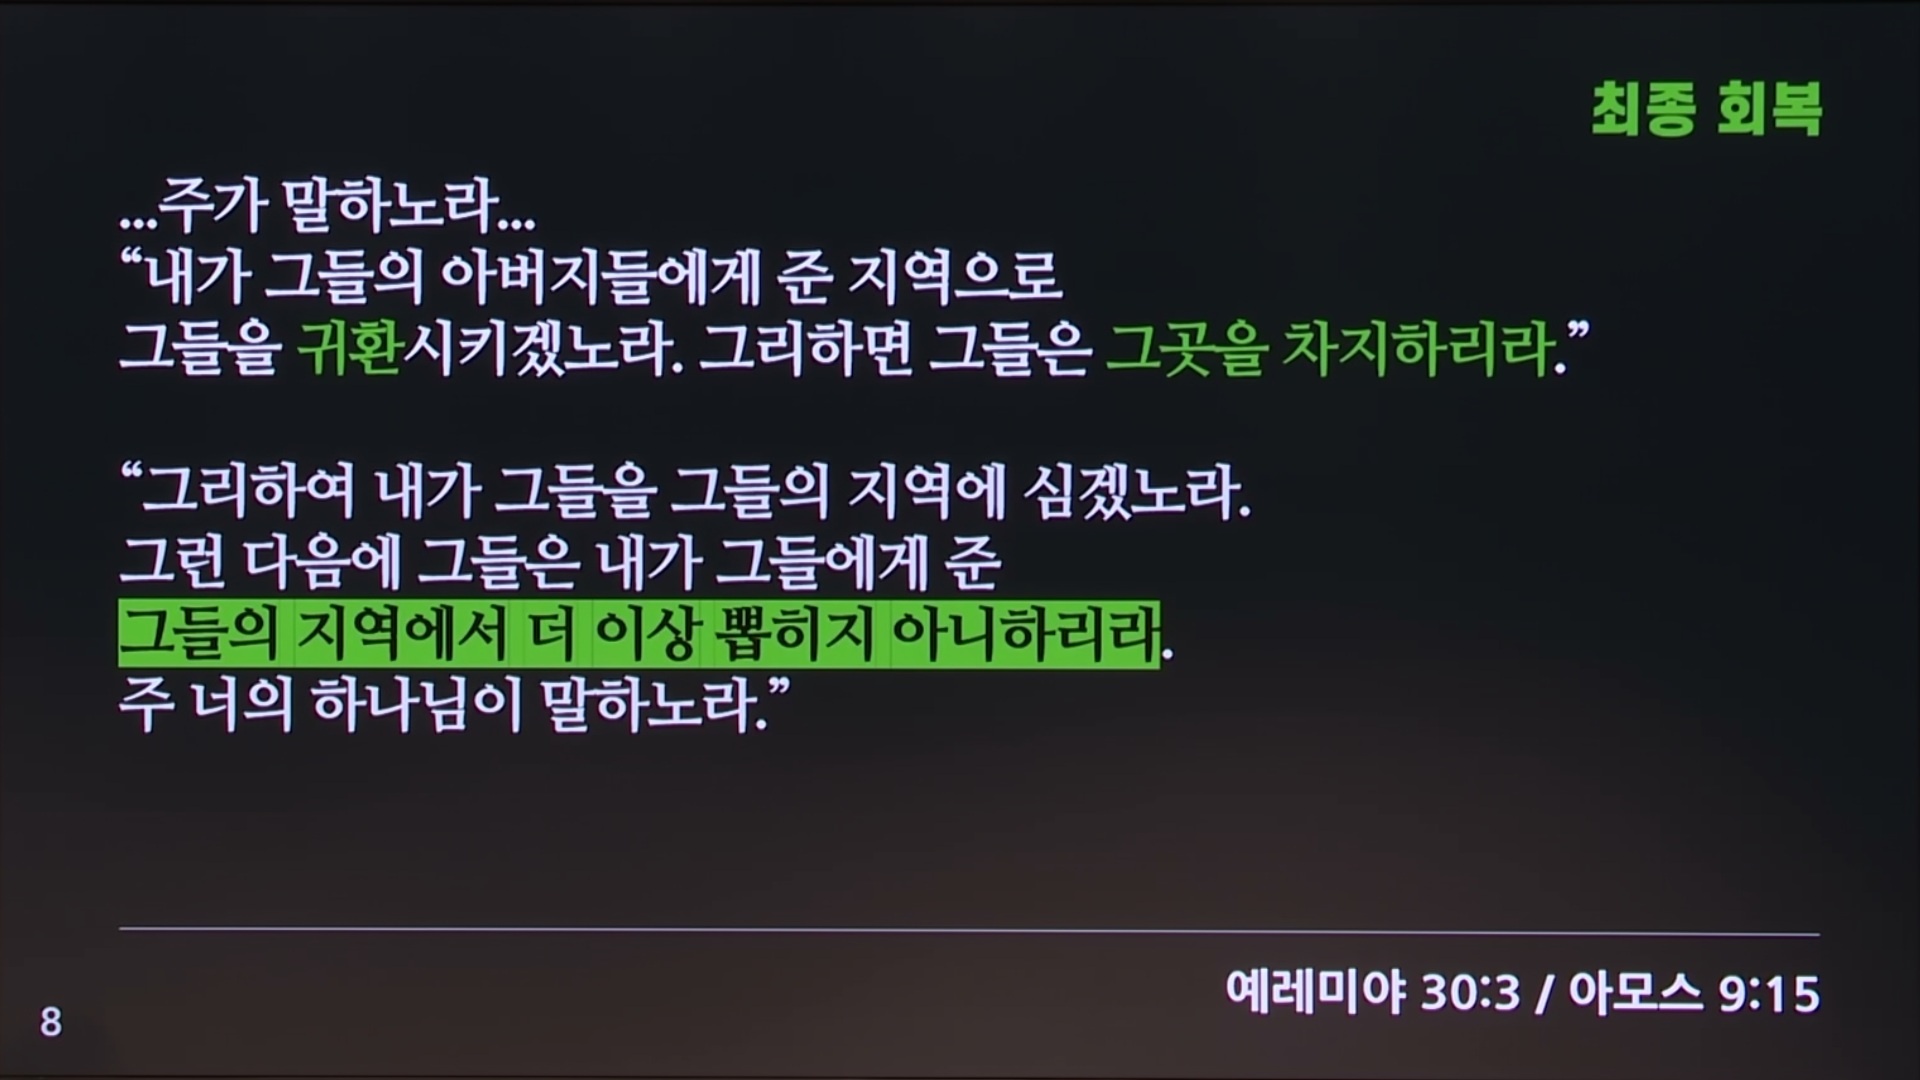 최종 회복
...주가 말하노라...
“내가 그들의 아버지들에게 준 지역으로
그들을 귀환시키겠노라. 그리하면 그들은 그곳을 차지하리라.”
“그리하여 내가 그들을 그들의 지역에 심겠노라.
그런 다음에 그들은 내가 그들에게 준
그들의 지역에서 더 이상 뽑히지 아니하리라.
주 너의 하나님이 말하노라.”
예레미야 30:3 / 아모스 9:15
8